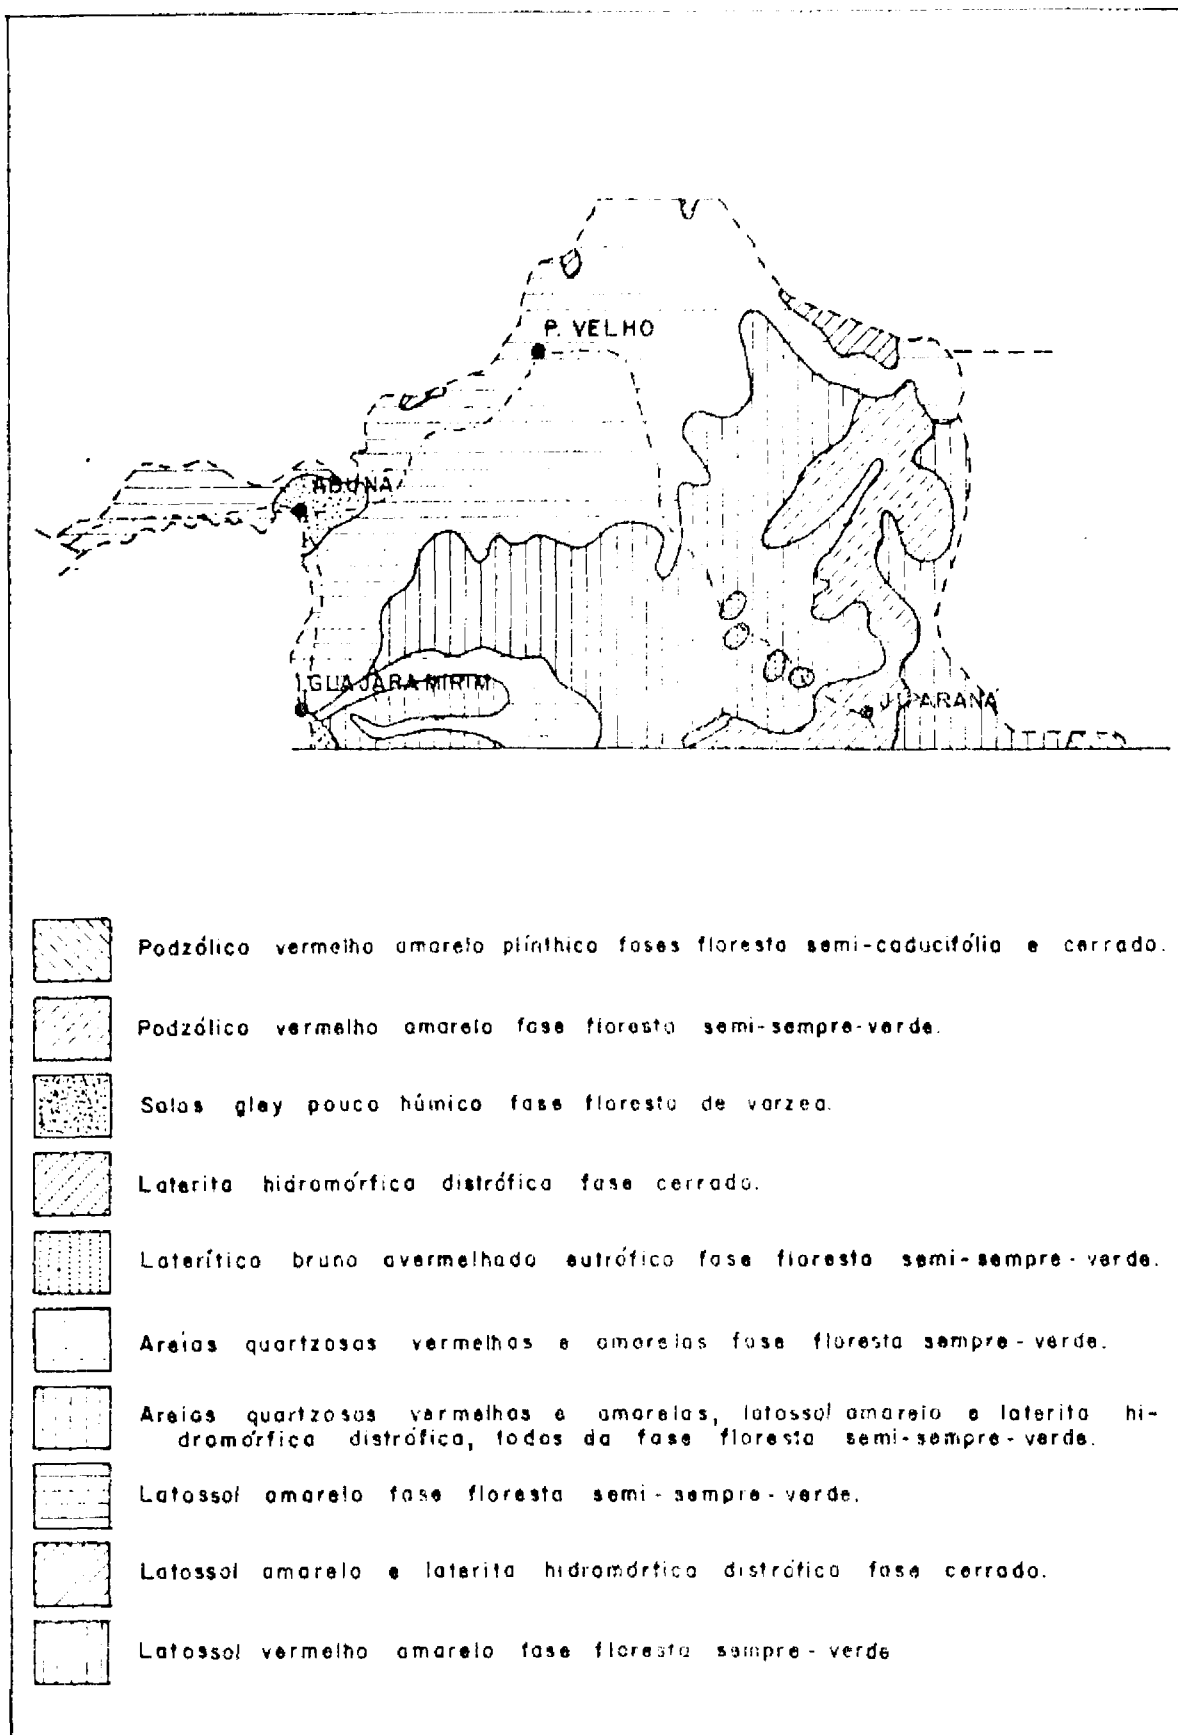 P. VELHO
ABUNÃ
GUAJARA MIRIM
JIPARANÁ
Podzólico vermelho amarelo plínthico fases floresta semi-caducifólia e cerrado.
Podzólico vermelho amarelo fase floresta semi-sempre-verde.
Solos gley pouco húmico fase floresta de varzea.
Laterita hidromórfica distrófica fase cerrado.
Laterítico bruno avermelhado eutrófico fase floresta semi-sempre-verde.
Areias quartzosas vermelhas e amarelas fase floresta sempre-verde.
Areias quartzosas vermelhas e amarelas, latossol amarelo e laterita hi-
dromórfica distrófica, todos da fase floresta semi-sempre-verde.
Latossol amarelo fase floresta semi-sempre-verde.
Latossol amarelo e laterita hidromórfica distrófica fase cerrado.
Latossol vermelho amarelo fase floresta sempre-verde